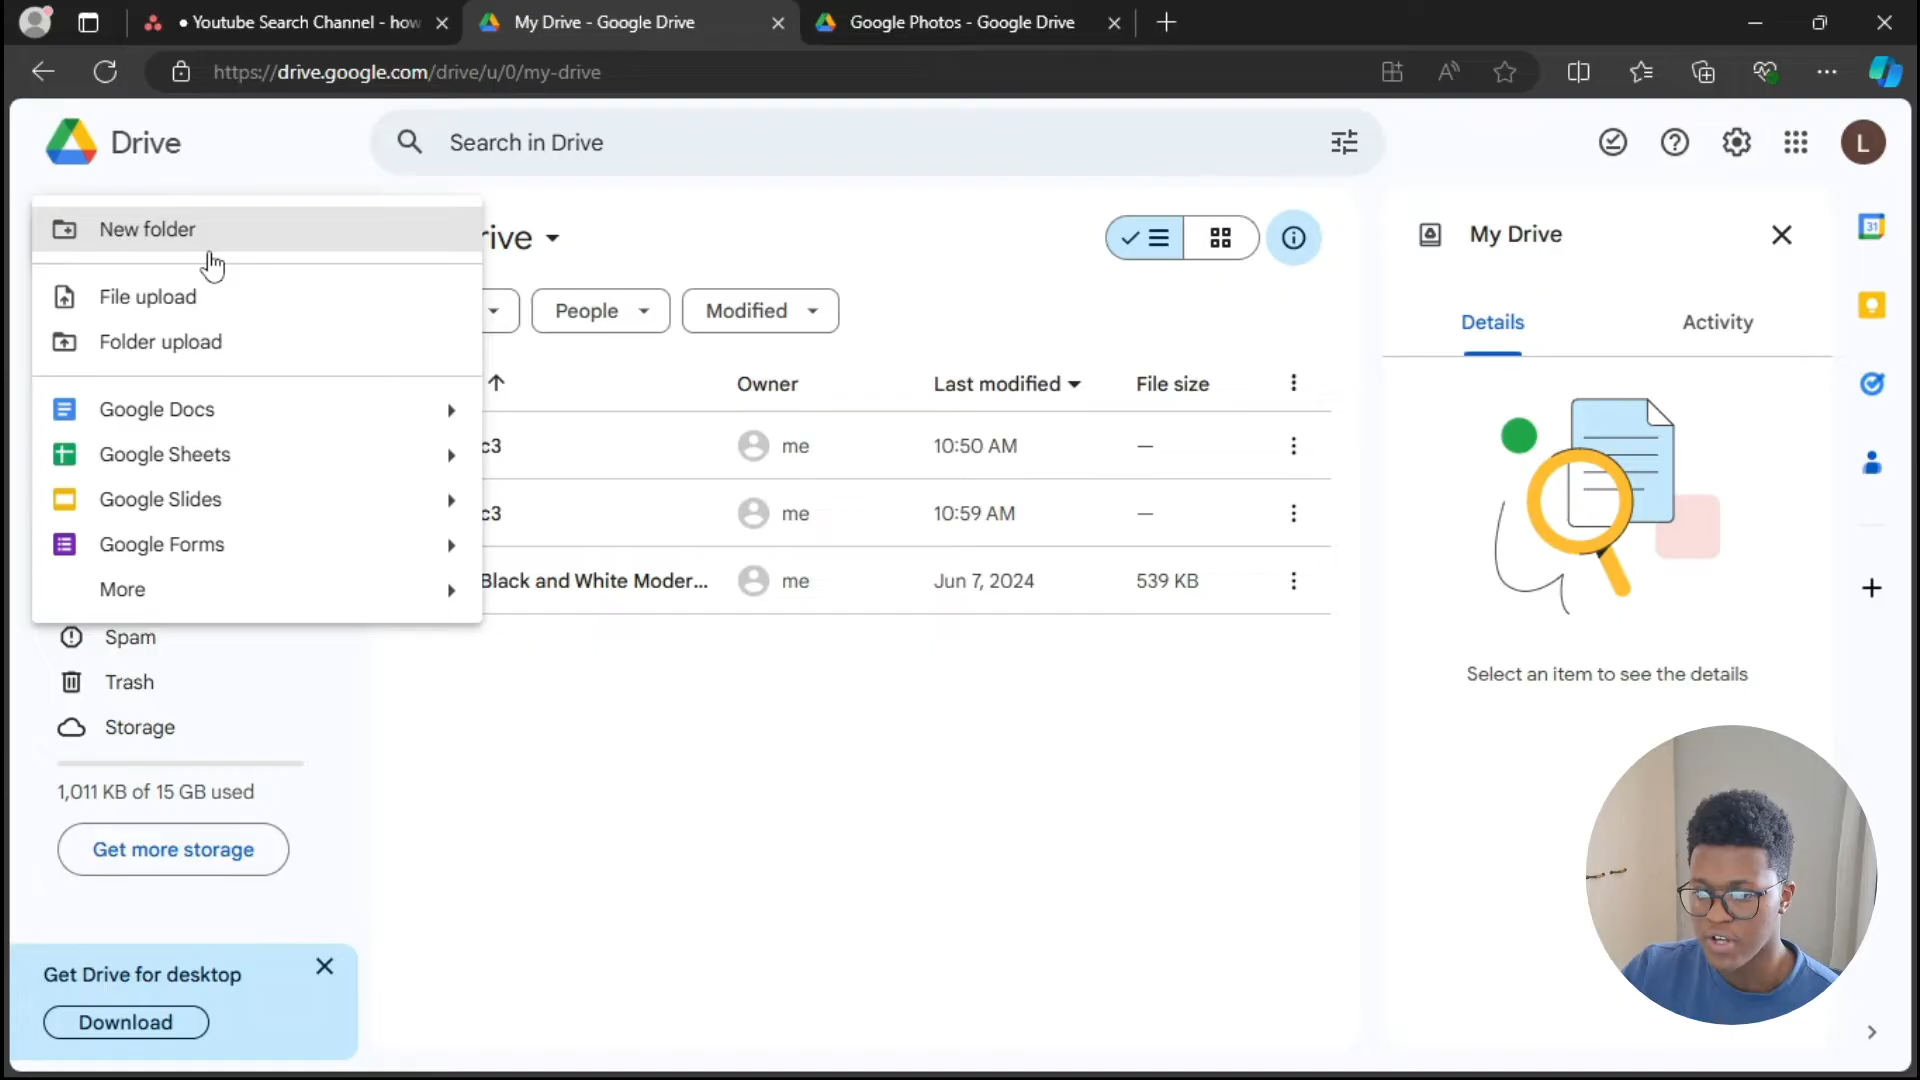 • Youtube Search Channel - how
My Drive - Google Drive
Google Photos - Google Drive
https://drive.google.com/drive/u/0/my-drive
Drive
Search in Drive
L
New folder
rive
My Drive
31
File upload
People
Modified
Details
Activity
Folder upload
Owner
Last modified
File size
Google Docs
c3
me
10:50 AM
—
Google Sheets
Google Slides
c3
me
10:59 AM
—
Google Forms
Black and White Moder...
me
Jun 7, 2024
539 KB
More
Spam
Select an item to see the details
Trash
Storage
1,011 KB of 15 GB used
Get more storage
Get Drive for desktop
Download